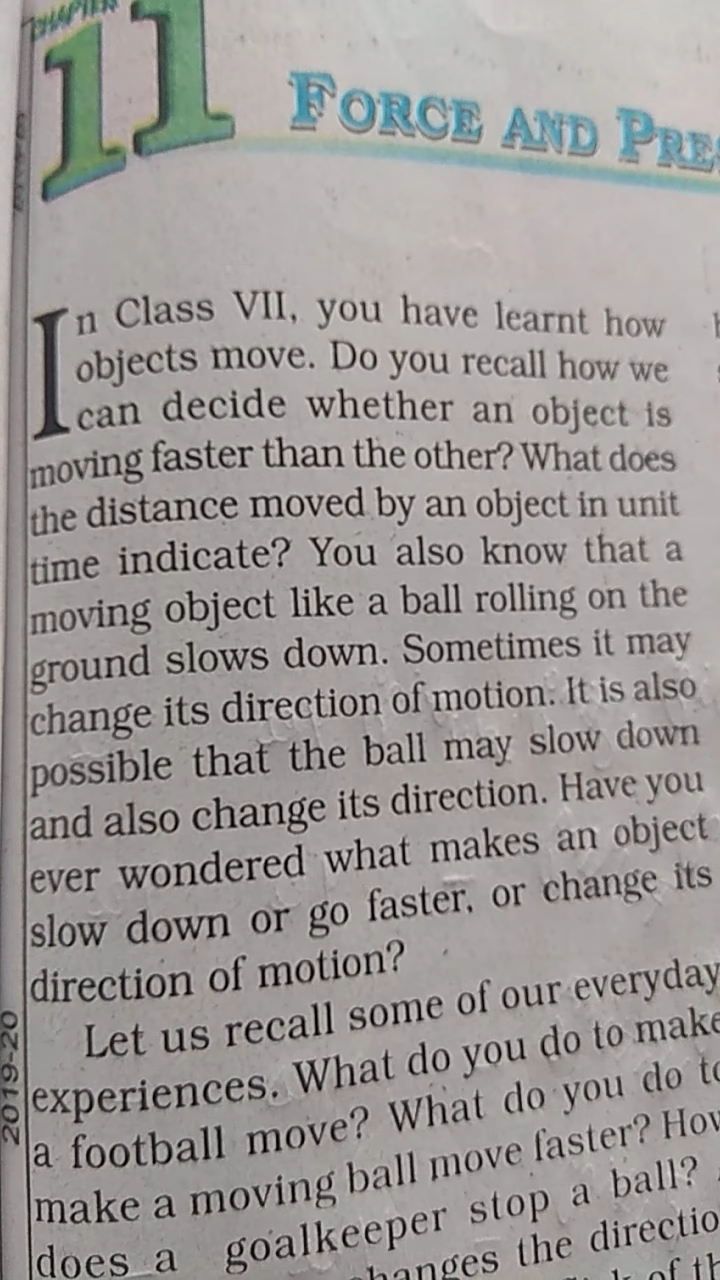 CHAPTER
11
FORCE AND
In Class VII, you have learnt how
objects move. Do you recall how we
can decide whether an object is
moving faster than the other? What does
the distance moved by an object in unit
time indicate? You also know that a
moving object like a ball rolling on the
ground slows down. Sometimes it may
change its direction of motion. It is also
possible that the ball may slow down
and also change its direction. Have you
ever wondered what makes an object
slow down or go faster, or change its
direction of motion?
Let us recall some of our everyday
experiences. What do you do to make
a football move? What do you do
make a moving ball move faster?
does a goalkeeper stop a ball?
the
2019-20